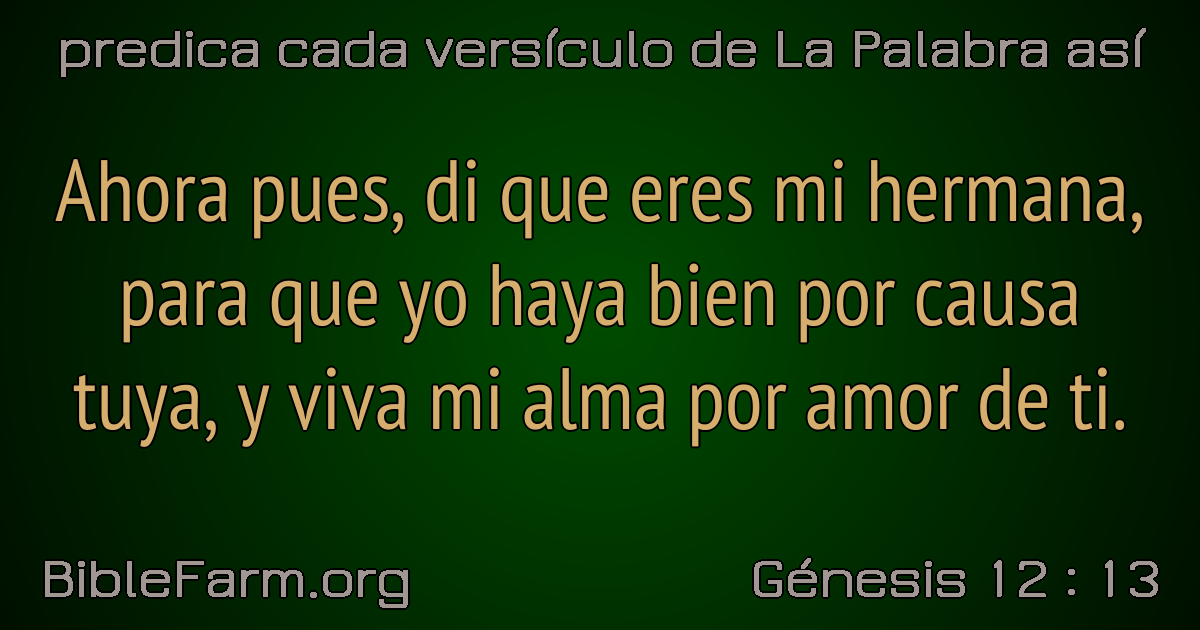 predica cada versículo de La Palabra así
Ahora pues, di que eres mi hermana,
para que yo haya bien por causa
tuya, y viva mi alma por amor de ti.
BibleFarm.org
Génesis 12 : 13